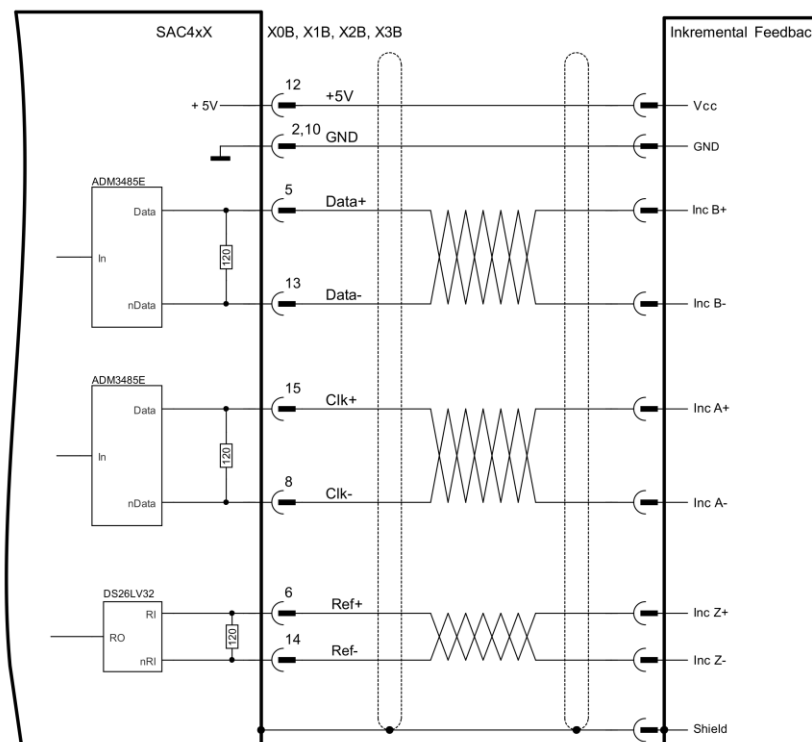 SAC4xX X0B, X1B, X2B, X3B Inkremental Feedbac
12
+ 5V +5V Vcc
2,10 GND GND
ADM3485E
5
Data Data+ Inc B+
In 120
13
nData Data- Inc B-
ADM3485E
15
Data Clk+ Inc A+
In 120
8
nData Clk- Inc A-
DS26LV32
6
RI Ref+ Inc Z+
RO 120
14
nRI Ref- Inc Z-
Shield